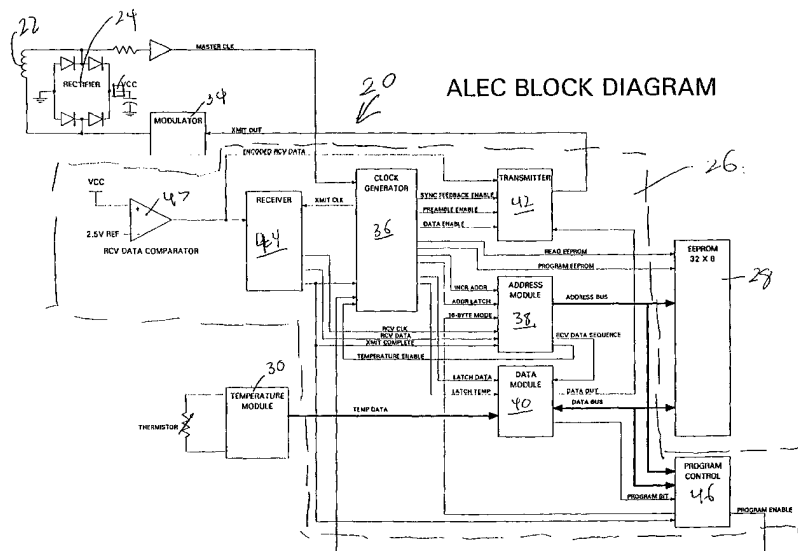 22
24
MASTER CLK
20
ALEC BLOCK DIAGRAM
RECTIFIER
VCC
34
MODULATOR
XMIT OUT
ENCODED RCV DATA
26
VCC
47
CLOCK GENERATOR
36
TRANSMITTER
42
RECEIVER
44
XMIT CLK
SYNC FEEDBACK ENABLE
PREAMBLE ENABLE
DATA ENABLE
2.5V REF
RCV DATA COMPARATOR
READ EEPROM
PROGRAM EEPROM
EEPROM
32 X 8
28
INCR ADDR
ADDR LATCH
16-BYTE MODE
ADDRESS MODULE
38
ADDRESS BUS
RCV CLK
RCV DATA
XMIT COMPLETE
TEMPERATURE ENABLE
RCV DATA SEQUENCE
30
TEMPERATURE MODULE
THERMISTOR
TEMP DATA
LATCH DATA
LATCH TEMP
DATA MODULE
40
DATA OUT
DATA BUS
PROGRAM BIT
PROGRAM CONTROL
46
PROGRAM ENABLE